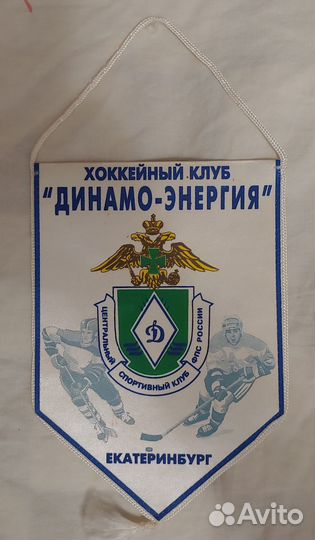 ХОККЕЙНЫЙ КЛУБ
"ДИНАМО-ЭНЕРГИЯ"
Д
ЦЕНТРАЛЬНЫЙ
СПОРТИВНЫЙ КЛУБ
ФПС РОССИИ
ЕКАТЕРИНБУРГ
Avito